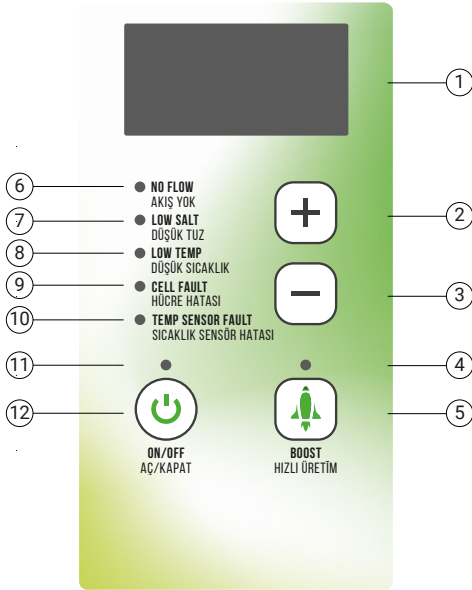 1
6
NO FLOW
AKIŞ YOK
2
7
LOW SALT
DÜŞÜK TUZ
8
LOW TEMP
DÜŞÜK SICAKLIK
9
CELL FAULT
HÜCRE HATASI
3
10
TEMP SENSOR FAULT
SICAKLIK SENSÖR HATASI
11
4
12
5
ON/OFF
AÇ/KAPAT
BOOST
HIZLI ÜRETİM